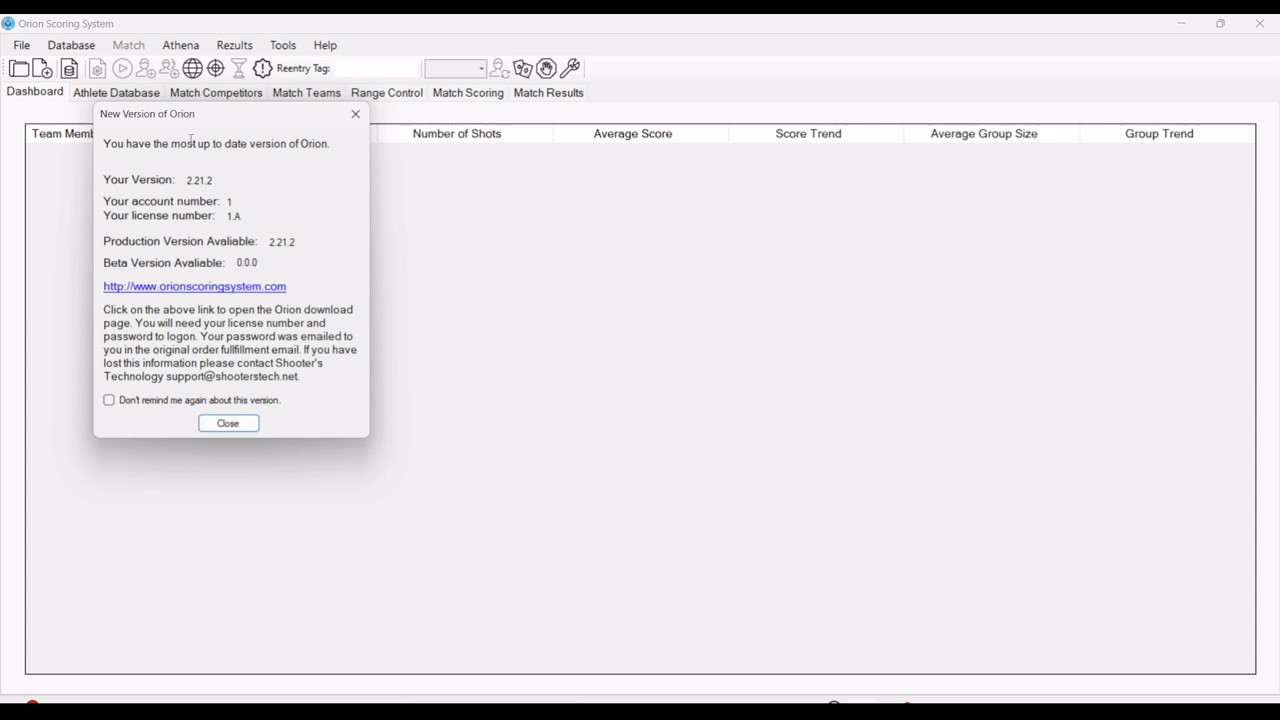 Orion Scoring System
File Database Match Athena Rezults Tools Help
Reentry Tag:
Dashboard Athlete Database Match Competitors Match Teams Range Control Match Scoring Match Results
New Version of Orion
Team Memb Number of Shots Average Score Score Trend Average Group Size Group Trend
You have the most up to date version of Orion.
Your Version: 2.21.2
Your account number: 1
Your license number: 1.A
Production Version Avaliable: 2.21.2
Beta Version Avaliable: 0.0.0
http://www.orionscoringsystem.com
Click on the above link to open the Orion download
page. You will need your license number and
password to logon. Your password was emailed to
you in the original order fullfillment email. If you have
lost this information please contact Shooter's
Technology support@shooterstech.net.
Don't remind me again about this version.
Close